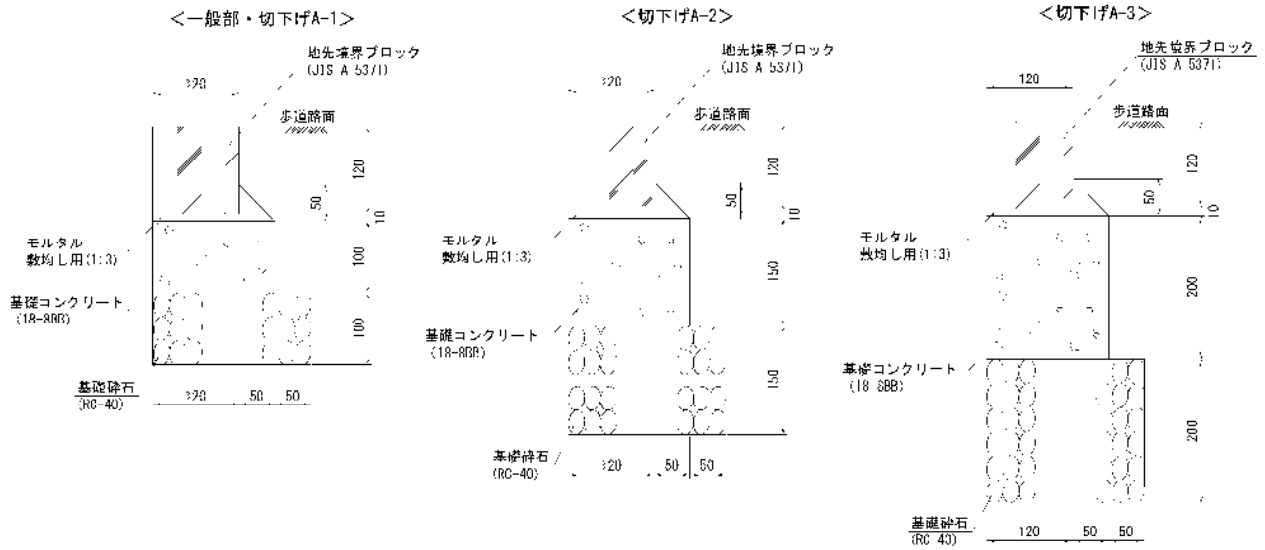 <一般部・切下げA-1>
地先境界ブロック
(JIS A 5371)
120
歩道路面
120
50
10
モルタル
敷均し用(1:3)
100
基礎コンクリート
(18-8BB)
100
基礎砕石
(RC-40)
120 50 50
<切下げA-2>
地先境界ブロック
(JIS A 5371)
120
歩道路面
120
50
10
モルタル
敷均し用(1:3)
150
基礎コンクリート
(18-8BB)
150
基礎砕石
(RC-40)
120 50 50
<切下げA-3>
地先境界ブロック
(JIS A 5371)
120
歩道路面
120
50
10
モルタル
敷均し用(1:3)
200
基礎コンクリート
(18-8BB)
200
基礎砕石
(RC-40)
120 50 50